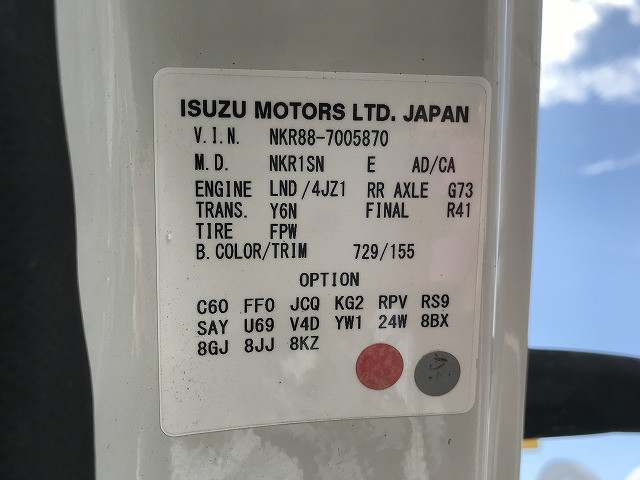 ISUZU MOTORS LTD. JAPAN
V.I.N. NKR88-7005870
M.D. NKR1SN E AD/CA
ENGINE LND/4JZ1 RR AXLE G73
TRANS. Y6N FINAL R41
TIRE FPW
B.COLOR/TRIM 729/155
OPTION
C60 FF0 JCQ KG2 RPV RS9
SAY U69 V4D YW1 24W 8BX
8GJ 8JJ 8KZ